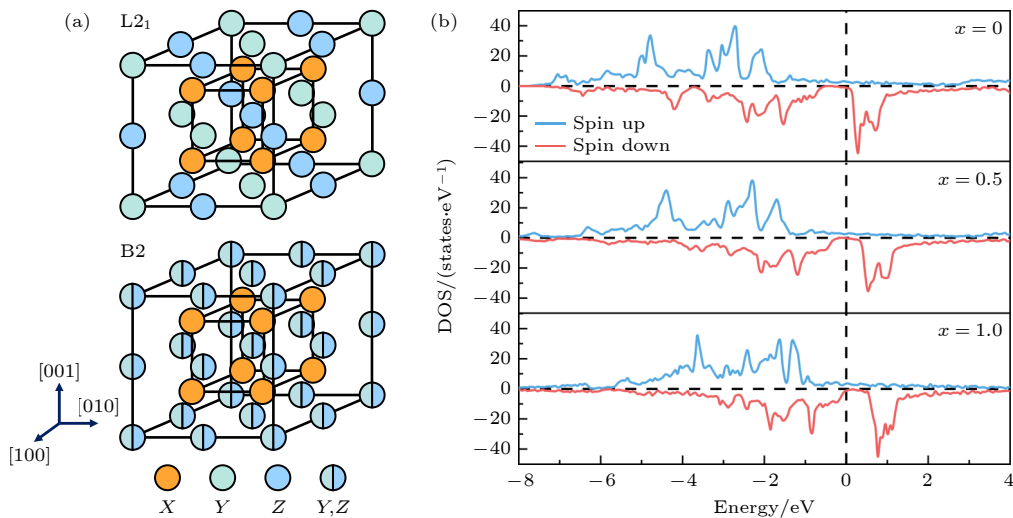 (a)
L2₁
B2
[001]
[010]
[100]
X
Y
Z
Y,Z
(b)
DOS/(states·eV⁻¹)
40
20
0
−20
−40
x = 0
Spin up
Spin down
40
20
0
−20
−40
x = 0.5
40
20
0
−20
−40
x = 1.0
−8
−6
−4
−2
0
2
4
Energy/eV